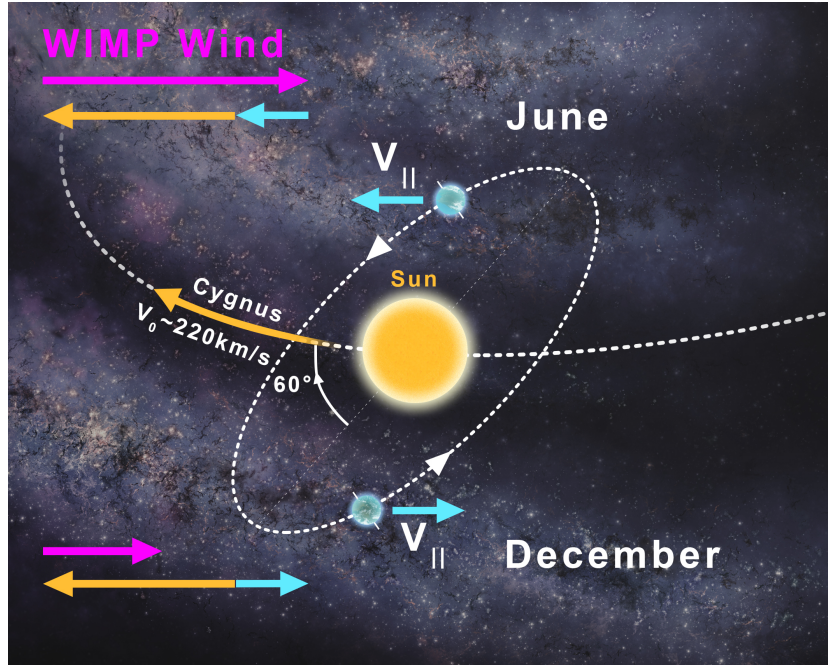 WIMP Wind
June
V||
Sun
Cygnus
V₀~220km/s
60°
V||
December